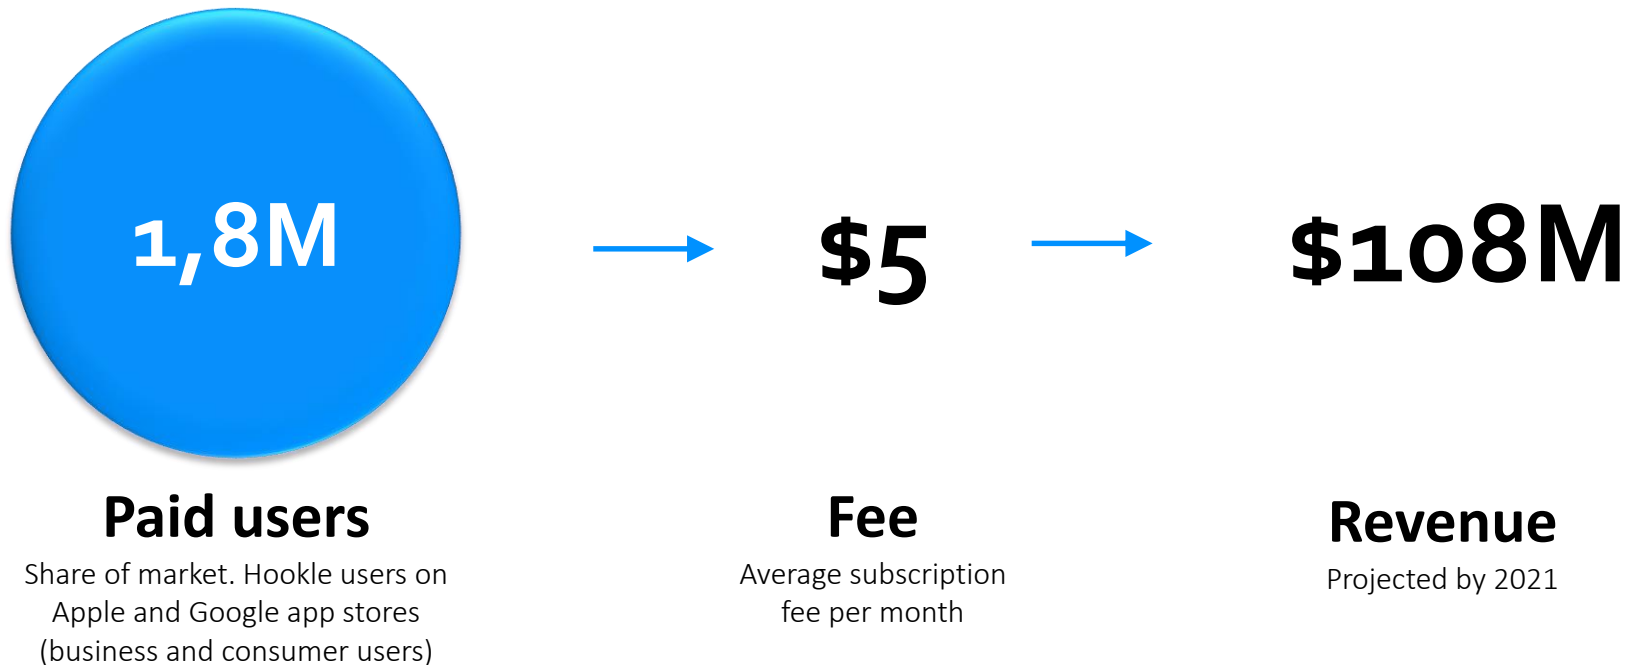 1,8M
$5
$108M
Paid users
Share of market. Hookle users on
Apple and Google app stores
(business and consumer users)
Fee
Average subscription
fee per month
Revenue
Projected by 2021